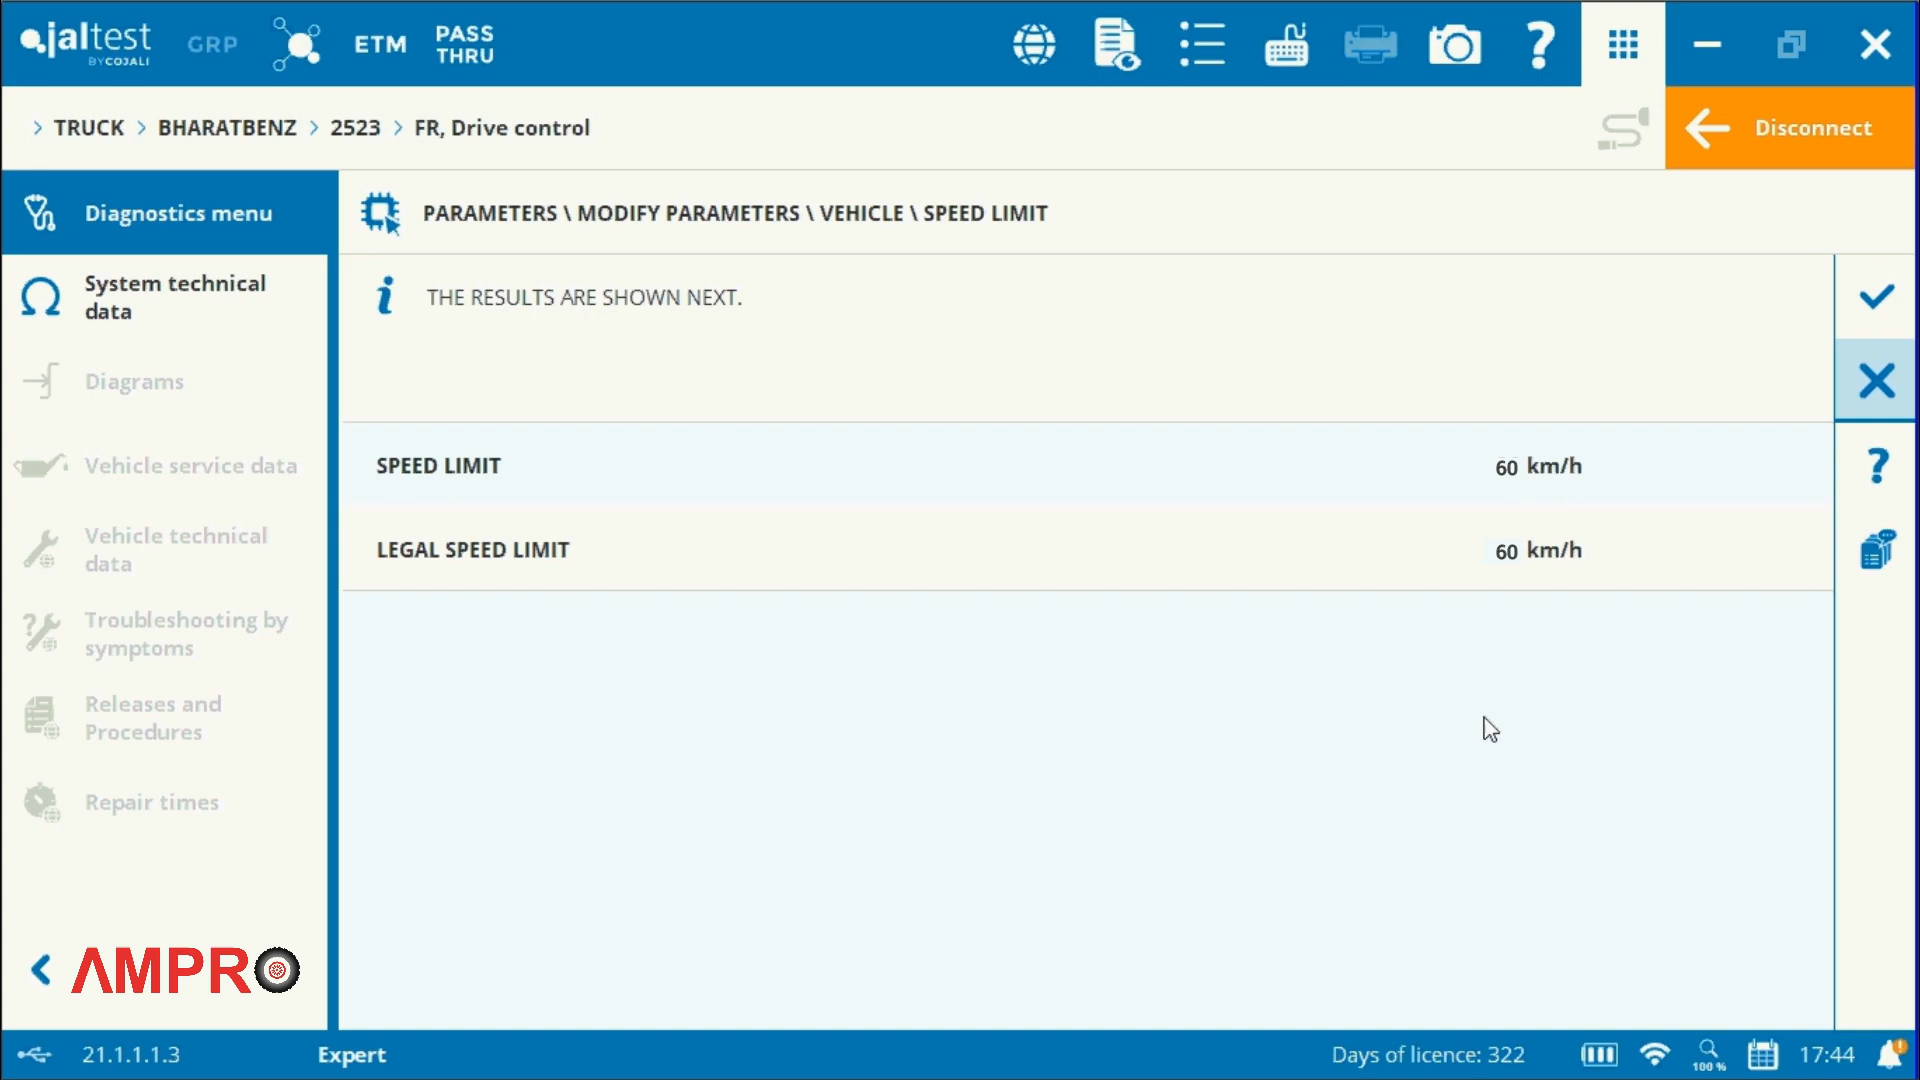 jaltest GRP ETM PASS THRU
BY COJALI
> TRUCK > BHARATBENZ > 2523 > FR, Drive control
Disconnect
Diagnostics menu
PARAMETERS \ MODIFY PARAMETERS \ VEHICLE \ SPEED LIMIT
System technical
data
THE RESULTS ARE SHOWN NEXT.
Diagrams
Vehicle service data
SPEED LIMIT 60 km/h
Vehicle technical
data
LEGAL SPEED LIMIT 60 km/h
Troubleshooting by
symptoms
Releases and
Procedures
Repair times
AMPRO
21.1.1.1.3 Expert Days of licence: 322 100 % 17:44